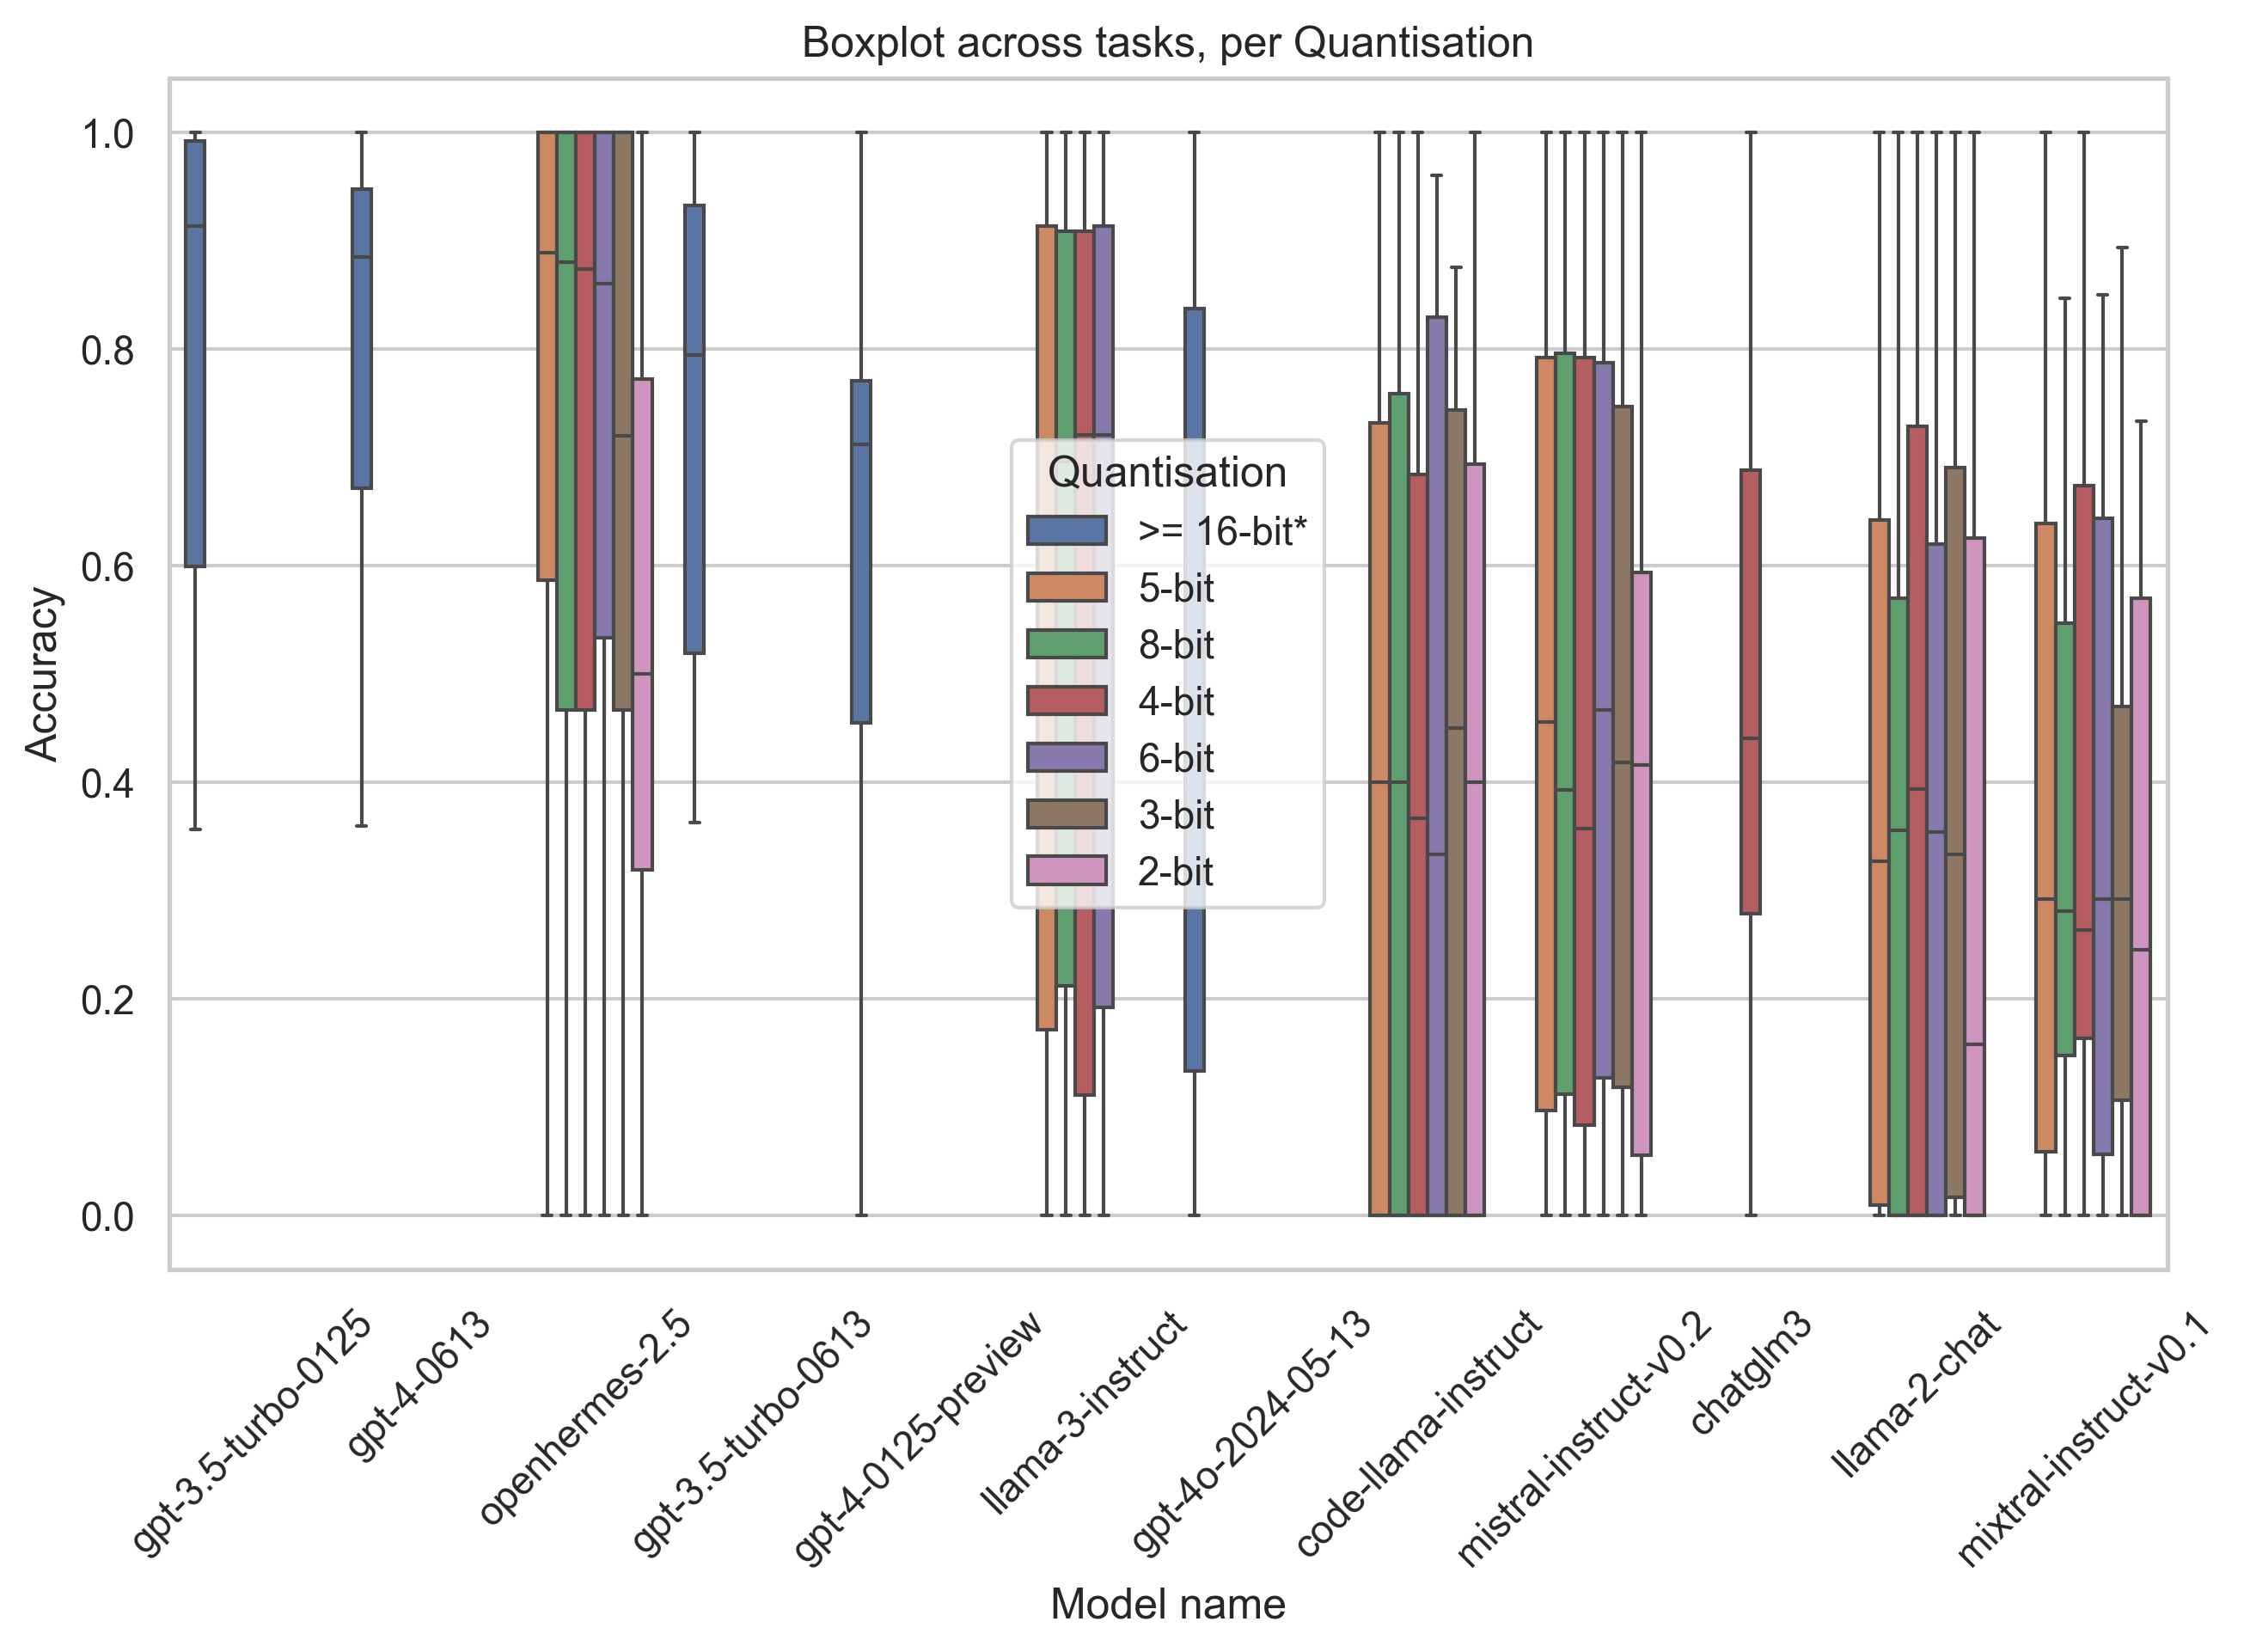 Boxplot across tasks, per Quantisation
1.0
0.8
0.6
0.4
0.2
0.0
Accuracy
Quantisation
>= 16-bit*
5-bit
8-bit
4-bit
6-bit
3-bit
2-bit
gpt-3.5-turbo-0125
gpt-4-0613
openhermes-2.5
gpt-3.5-turbo-0613
gpt-4-0125-preview
llama-3-instruct
gpt-4o-2024-05-13
code-llama-instruct
mistral-instruct-v0.2
chatglm3
llama-2-chat
mixtral-instruct-v0.1
Model name